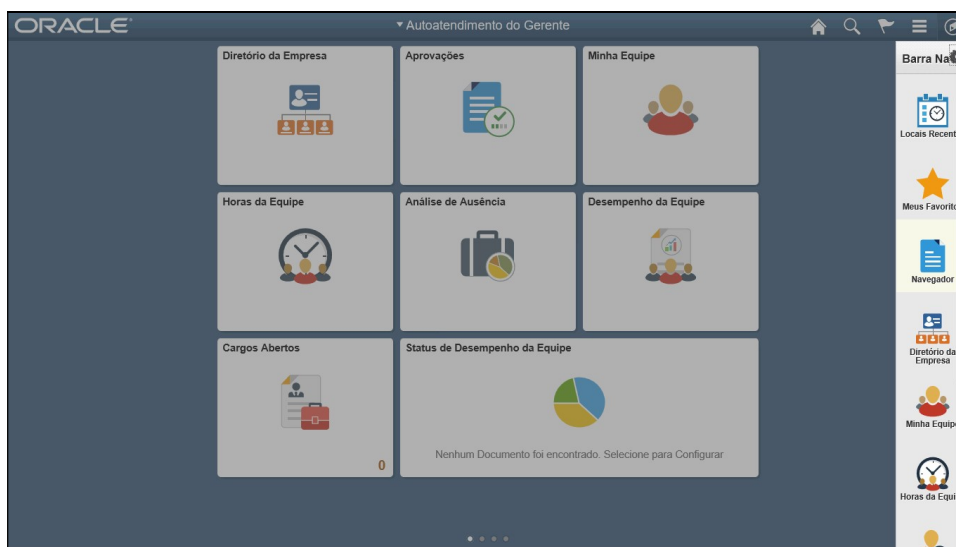 ORACLE
Autoatendimento do Gerente
Diretório da Empresa
Aprovações
Minha Equipe
Horas da Equipe
Análise de Ausência
Desempenho da Equipe
Cargos Abertos
0
Status de Desempenho da Equipe
Nenhum Documento foi encontrado. Selecione para Configurar
Barra Na
Locais Recent
Meus Favorito
Navegador
Diretório da
Empresa
Minha Equipe
Horas da Equi